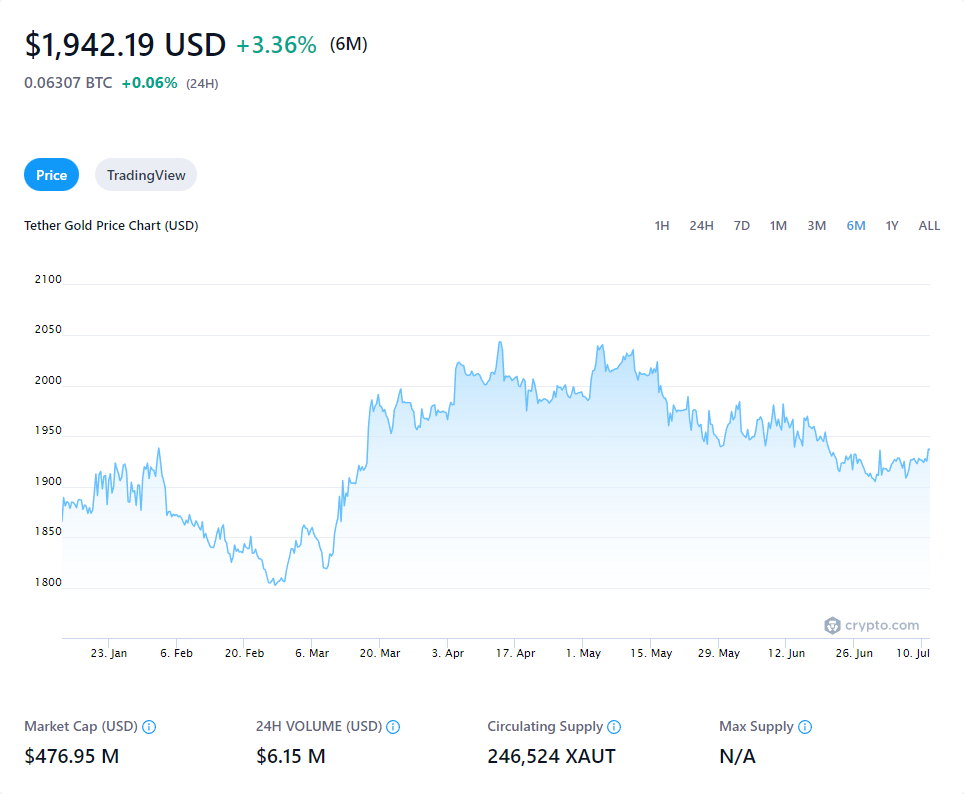 $1,942.19 USD +3.36% (6M)
0.06307 BTC +0.06% (24H)
Price TradingView
Tether Gold Price Chart (USD) 1H 24H 7D 1M 3M 6M 1Y ALL
2100
2050
2000
1950
1900
1850
1800
crypto.com
23. Jan 6. Feb 20. Feb 6. Mar 20. Mar 3. Apr 17. Apr 1. May 15. May 29. May 12. Jun 26. Jun 10. Jul
Market Cap (USD) 24H VOLUME (USD) Circulating Supply Max Supply
$476.95 M $6.15 M 246,524 XAUT N/A